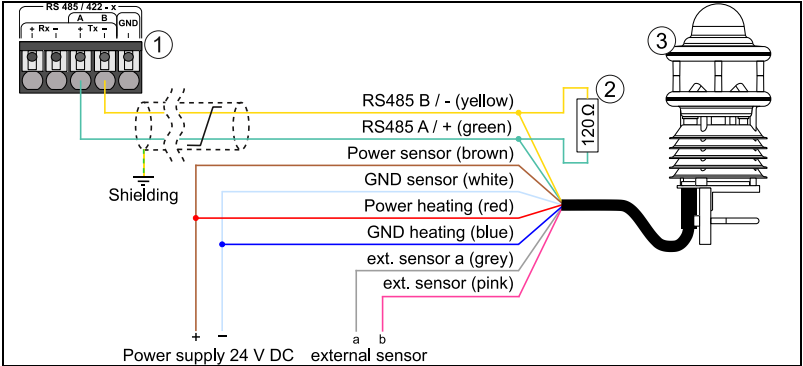 RS 485 / 422 - x
A B GND
+ Rx - + Tx -
1
2
3
RS485 B / - (yellow)
RS485 A / + (green)
120 Ω
Power sensor (brown)
GND sensor (white)
Shielding
Power heating (red)
GND heating (blue)
ext. sensor a (grey)
ext. sensor (pink)
+ −
a b
Power supply 24 V DC external sensor